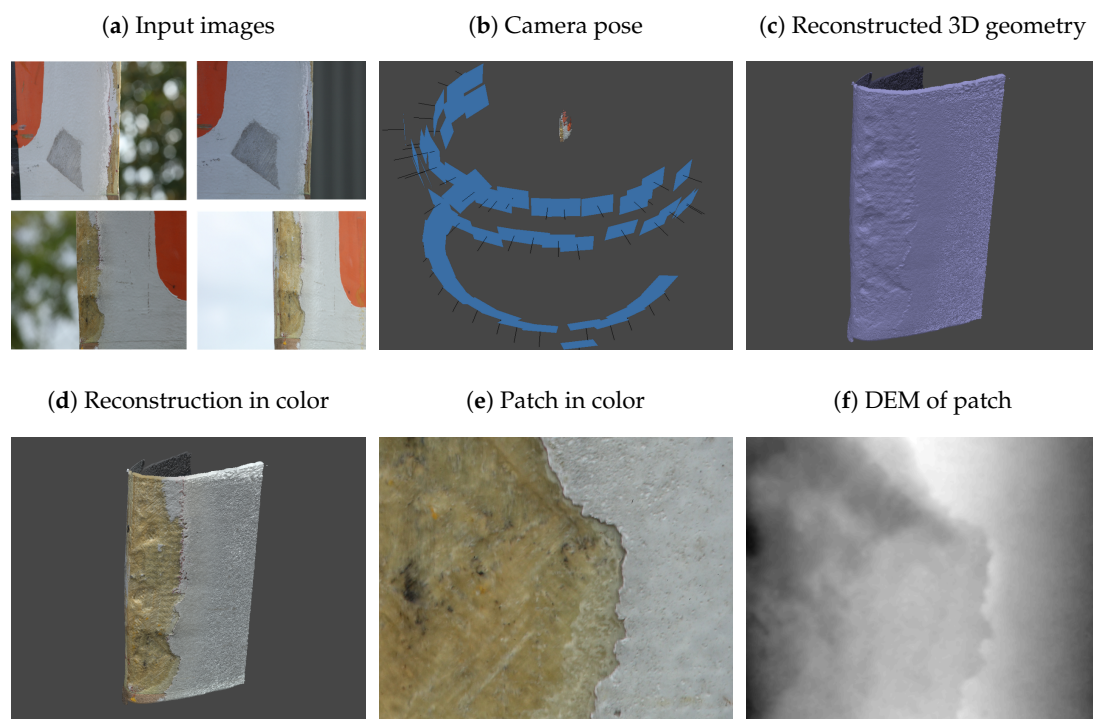 (a) Input images
(b) Camera pose
(c) Reconstructed 3D geometry
(d) Reconstruction in color
(e) Patch in color
(f) DEM of patch